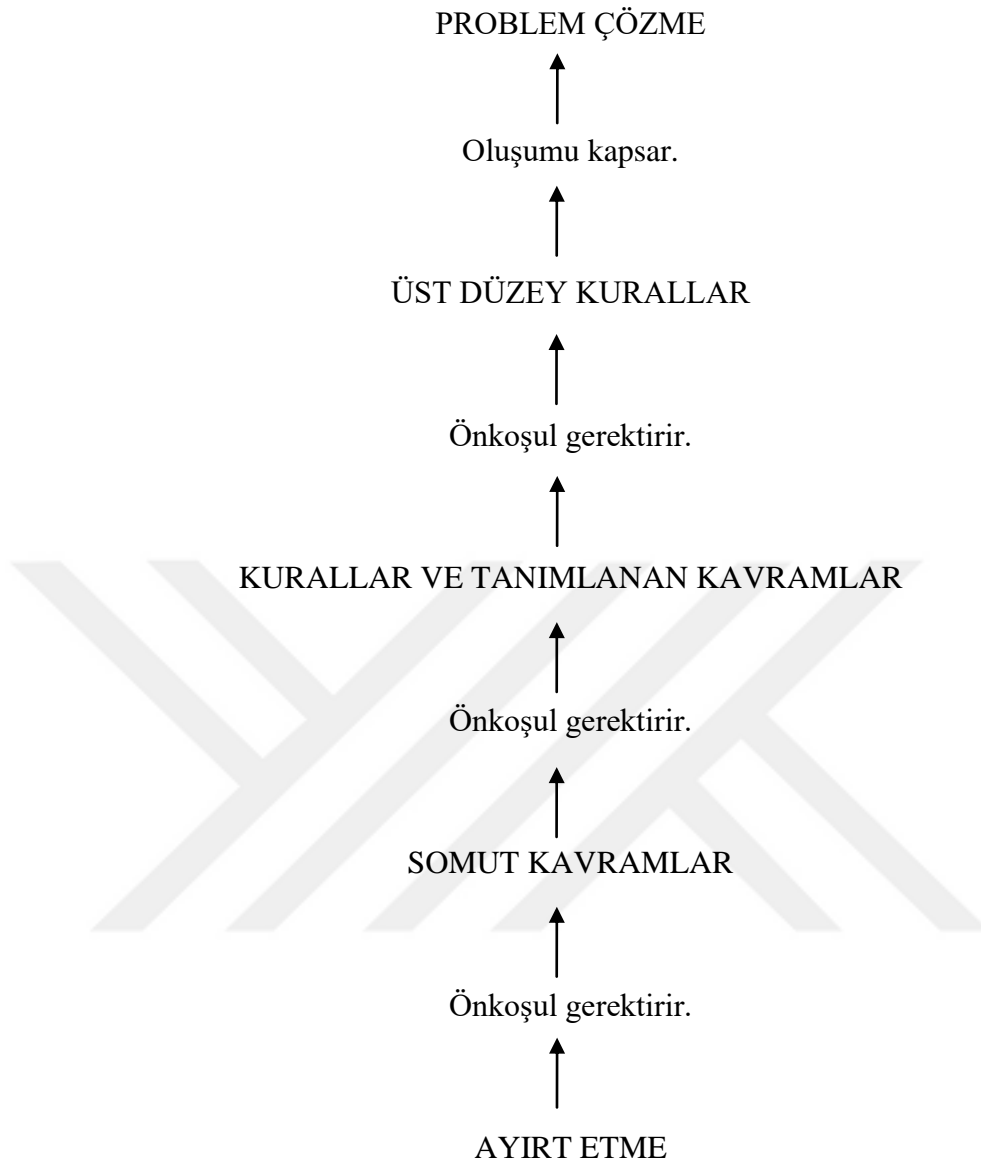 PROBLEM ÇÖZME
Oluşumu kapsar.
ÜST DÜZEY KURALLAR
Önkoşul gerektirir.
KURALLAR VE TANIMLANAN KAVRAMLAR
Önkoşul gerektirir.
SOMUT KAVRAMLAR
Önkoşul gerektirir.
AYIRT ETME